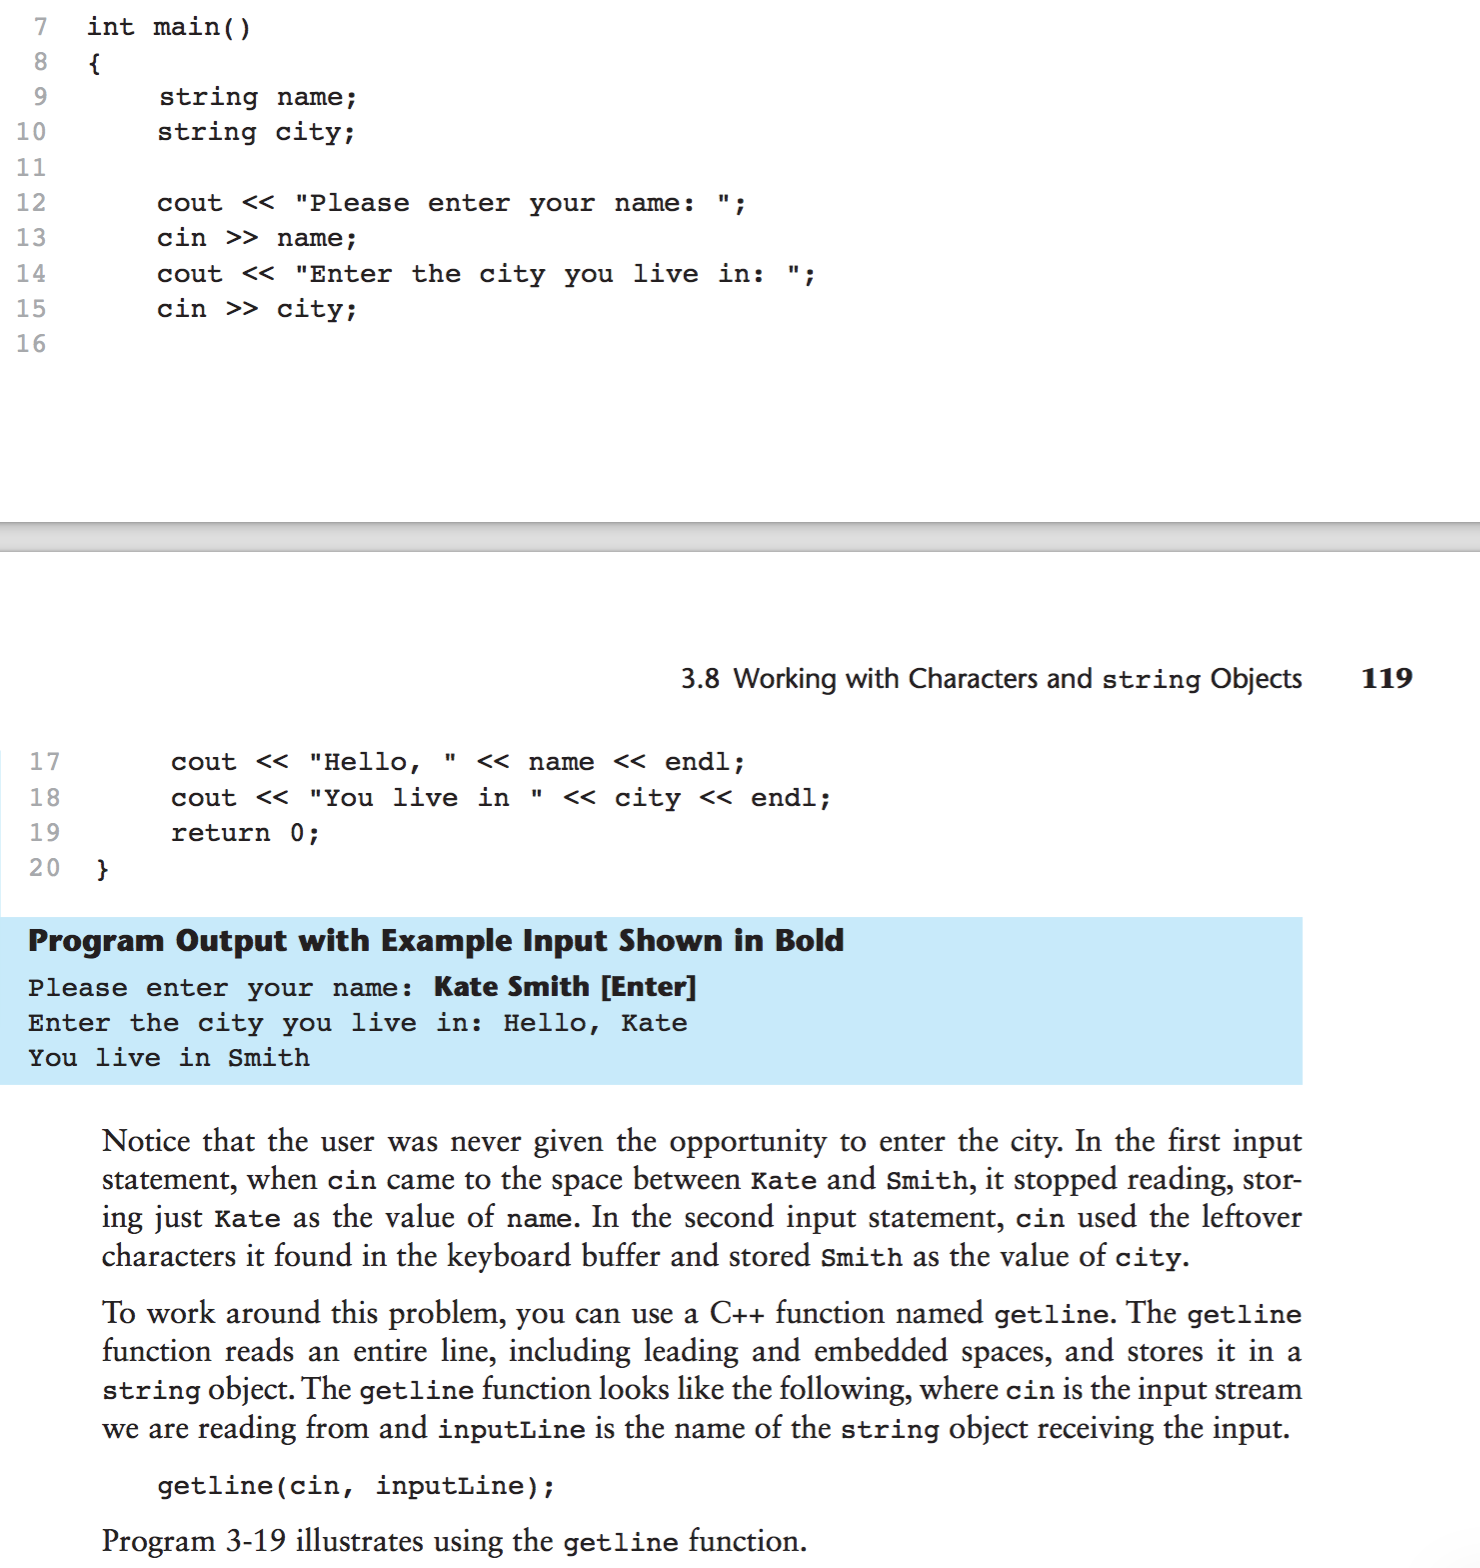 7 int main()
8 {
9 string name;
10 string city;
11
12 cout << "Please enter your name: ";
13 cin >> name;
14 cout << "Enter the city you live in: ";
15 cin >> city;
16
3.8 Working with Characters and string Objects 119
17 cout << "Hello, " << name << endl;
18 cout << "You live in " << city << endl;
19 return 0;
20 }
Program Output with Example Input Shown in Bold
Please enter your name: Kate Smith [Enter]
Enter the city you live in: Hello, Kate
You live in Smith
Notice that the user was never given the opportunity to enter the city. In the first input
statement, when cin came to the space between Kate and Smith, it stopped reading, stor-
ing just Kate as the value of name. In the second input statement, cin used the leftover
characters it found in the keyboard buffer and stored Smith as the value of city.
To work around this problem, you can use a C++ function named getline. The getline
function reads an entire line, including leading and embedded spaces, and stores it in a
string object. The getline function looks like the following, where cin is the input stream
we are reading from and inputLine is the name of the string object receiving the input.
getline(cin, inputLine);
Program 3-19 illustrates using the getline function.